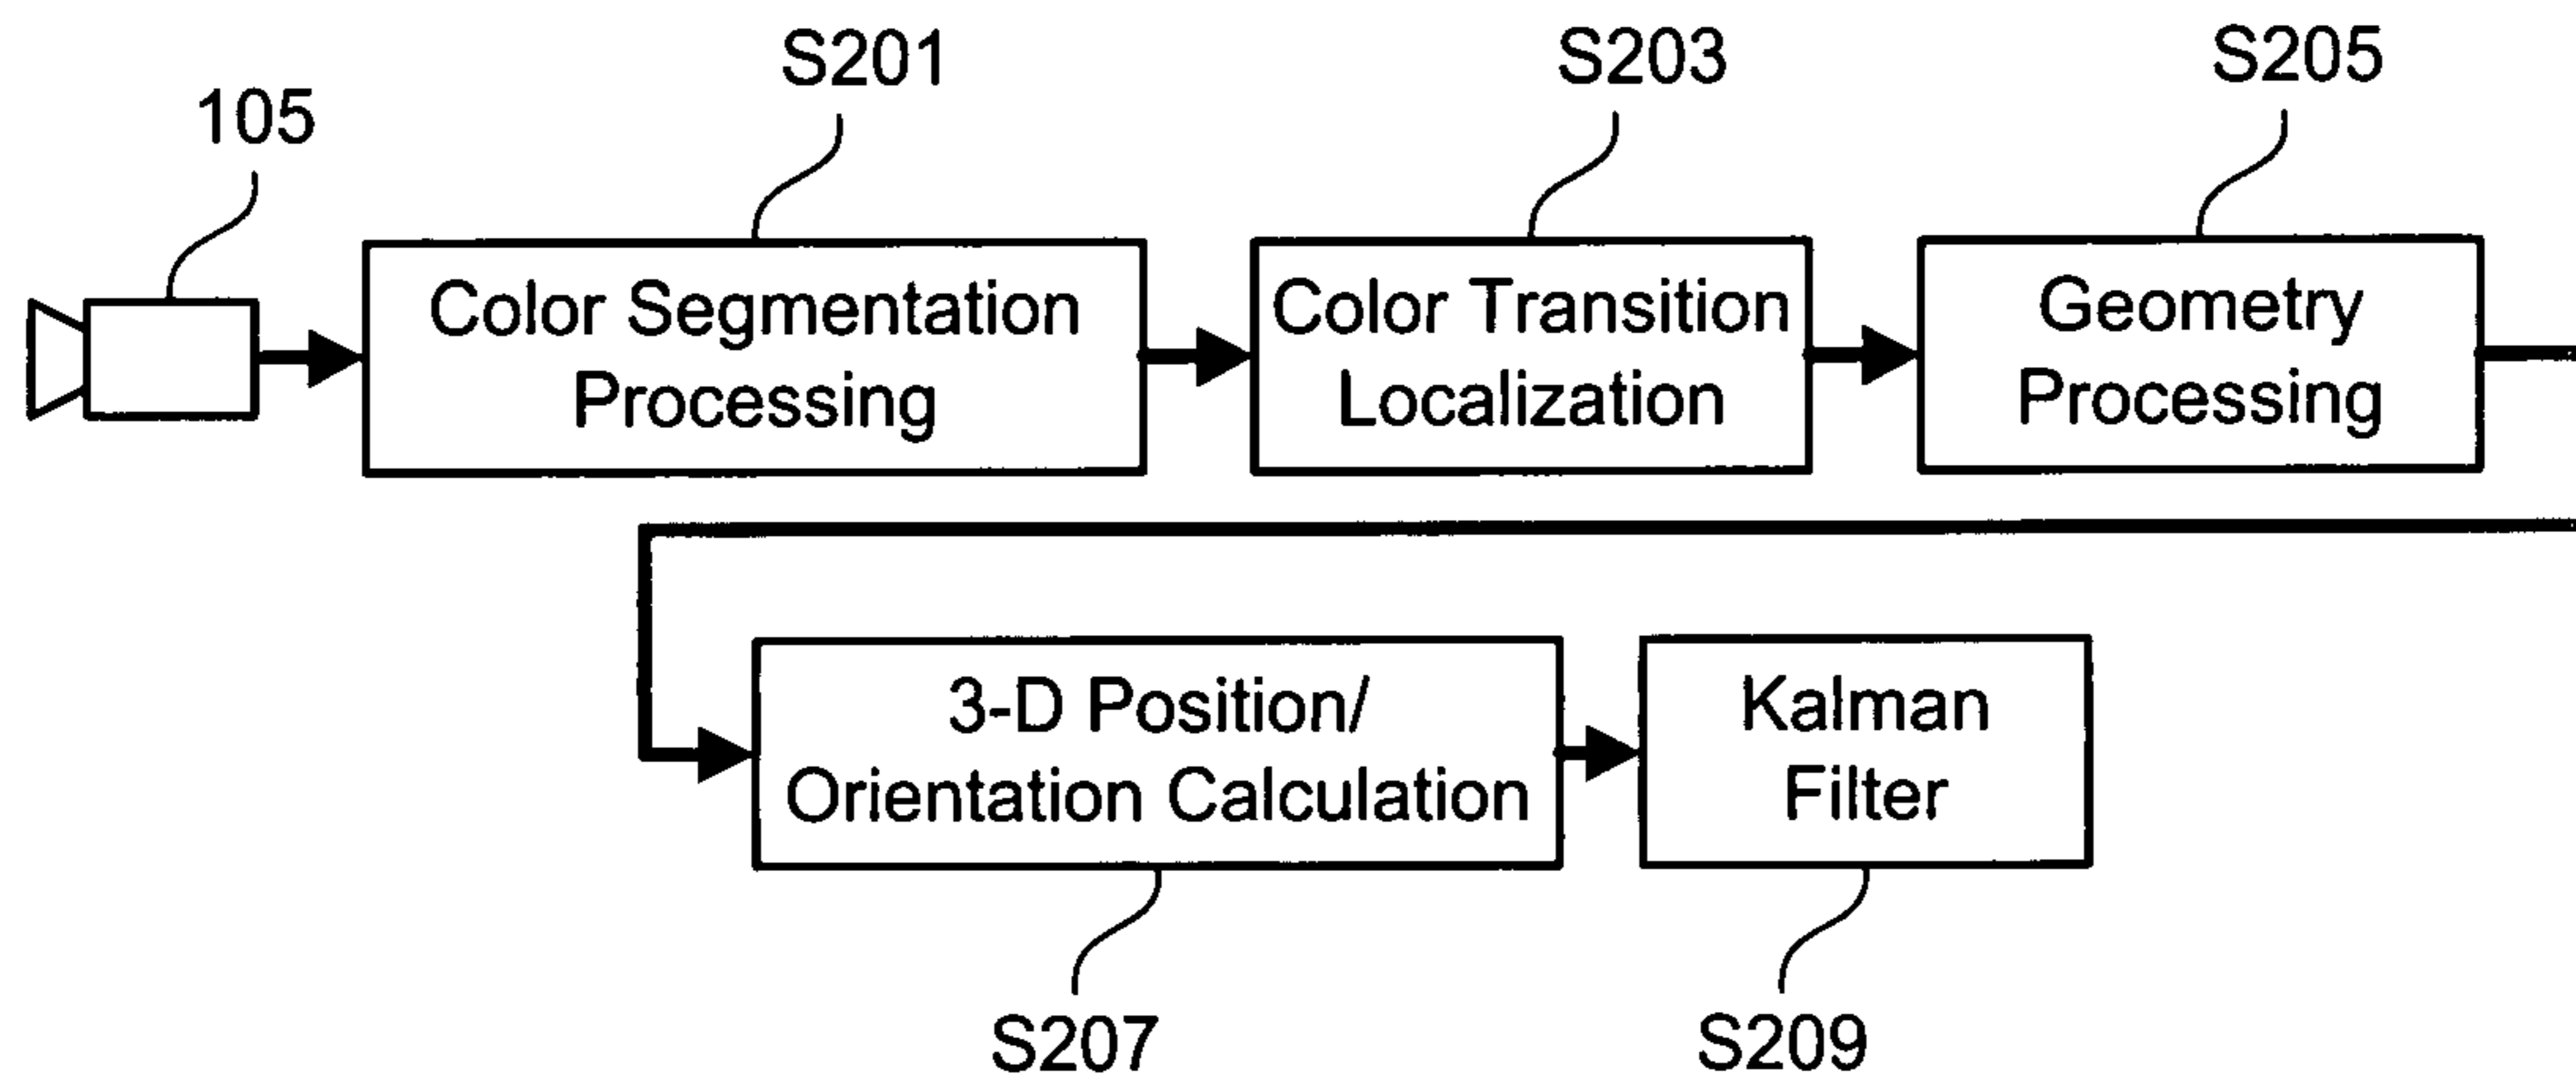 105
S201
S203
S205
Color Segmentation
Processing
Color Transition
Localization
Geometry
Processing
3-D Position/
Orientation Calculation
Kalman
Filter
S207
S209